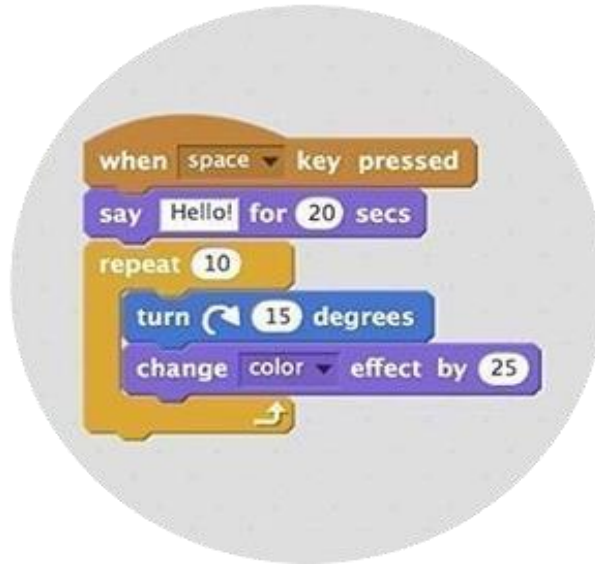 when space key pressed
say Hello! for 20 secs
repeat 10
turn 15 degrees
change color effect by 25